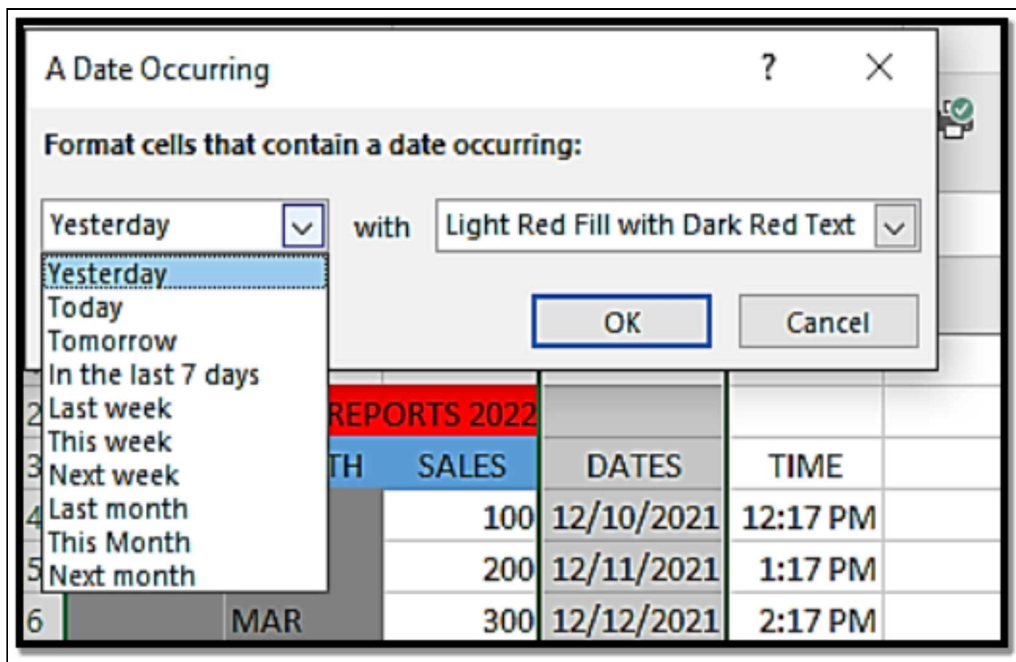 A Date Occurring ?
Format cells that contain a date occurring:
Yesterday with Light Red Fill with Dark Red Text
Yesterday
Today
Tomorrow
In the last 7 days
Last week
This week
Next week
Last month
This Month
Next month
OK Cancel
2 REPORTS 2022
3 TH SALES DATES TIME
4 100 12/10/2021 12:17 PM
5 200 12/11/2021 1:17 PM
6 MAR 300 12/12/2021 2:17 PM